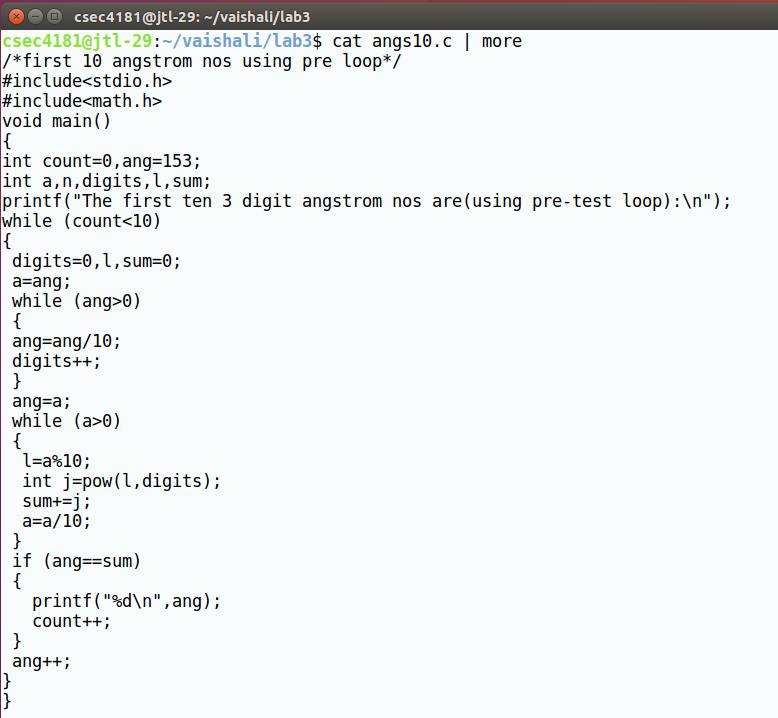 csec4181@jtl-29: ~/vaishali/lab3
csec4181@jtl-29:~/vaishali/lab3$ cat angs10.c | more
/*first 10 angstrom nos using pre loop*/
#include<stdio.h>
#include<math.h>
void main()
{
int count=0,ang=153;
int a,n,digits,l,sum;
printf("The first ten 3 digit angstrom nos are(using pre-test loop):\n");
while (count<10)
{
 digits=0,l,sum=0;
 a=ang;
 while (ang>0)
 {
 ang=ang/10;
 digits++;
 }
 ang=a;
 while (a>0)
 {
  l=a%10;
  int j=pow(l,digits);
  sum+=j;
  a=a/10;
 }
 if (ang==sum)
 {
   printf("%d\n",ang);
   count++;
 }
 ang++;
}
}